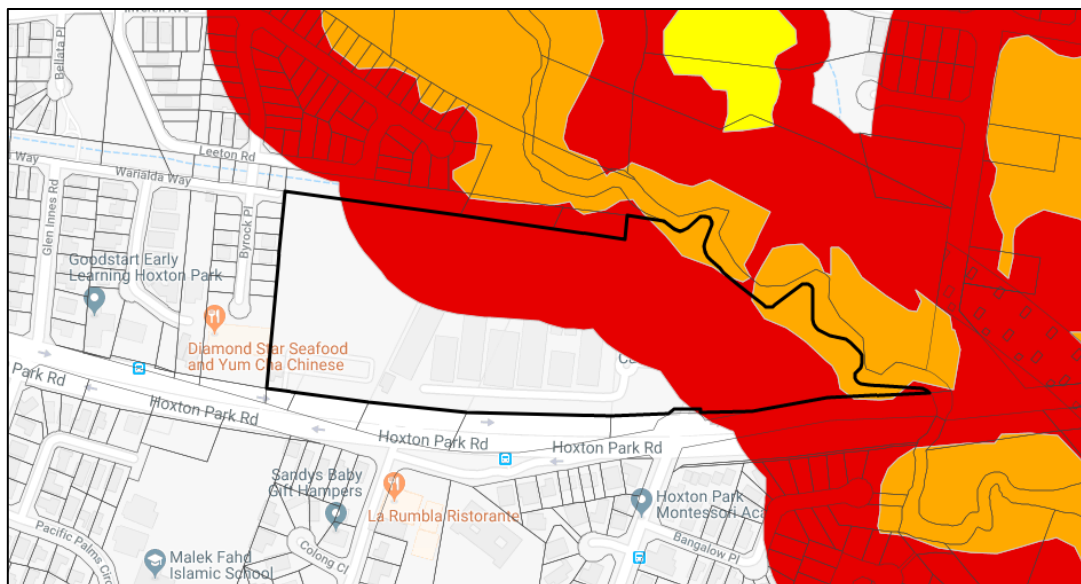 Bellata Pl
Leeton Rd
Way
Warialda Way
Glen Innes Rd
Byrock Pl
Goodstart Early
Learning Hoxton Park
Diamond Star Seafood
and Yum Cha Chinese
Park Rd
Hoxton Park Rd
Hoxton Park Rd
Hoxton Park Rd
Sandys Baby
Gift Hampers
La Rumbla Ristorante
Hoxton Park
Montessori Aca
Bangalow Pl
Colong Cl
Pacific Palms Circ
Malek Fahd
Islamic School